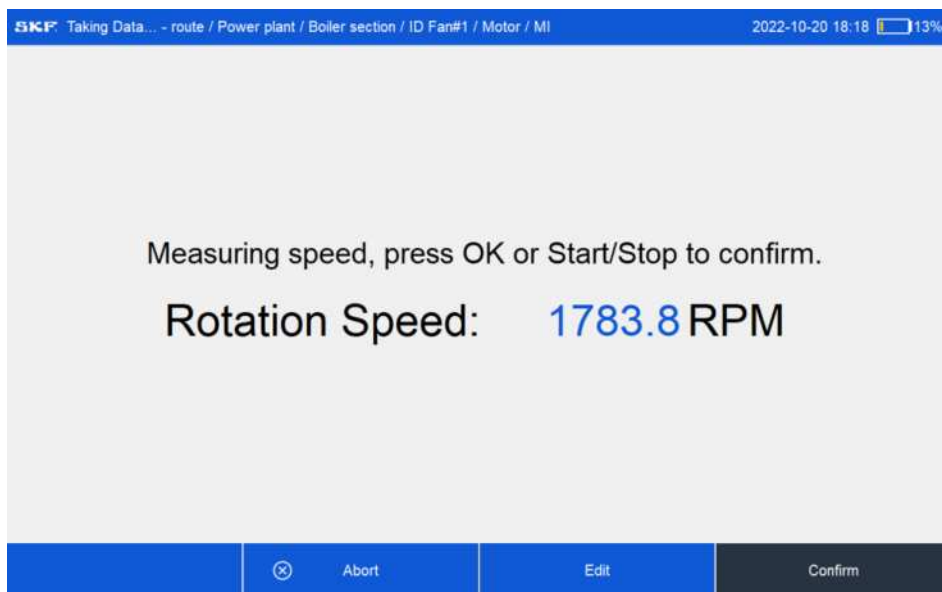 SKF. Taking Data... - route / Power plant / Boiler section / ID Fan#1 / Motor / MI 2022-10-20 18:18 13%
Measuring speed, press OK or Start/Stop to confirm.
Rotation Speed: 1783.8 RPM
Abort Edit Confirm